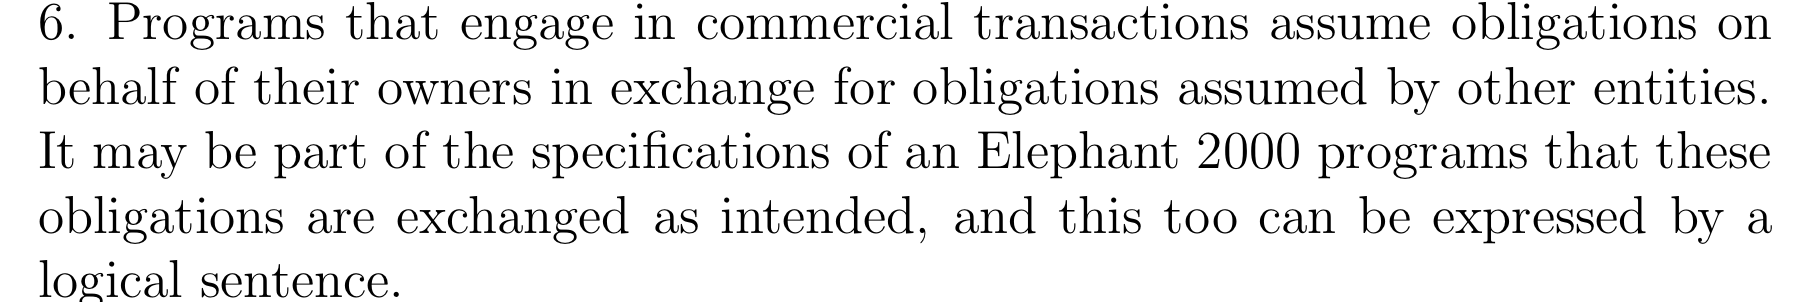 6. Programs that engage in commercial transactions assume obligations on
behalf of their owners in exchange for obligations assumed by other entities.
It may be part of the specifications of an Elephant 2000 programs that these
obligations are exchanged as intended, and this too can be expressed by a
logical sentence.